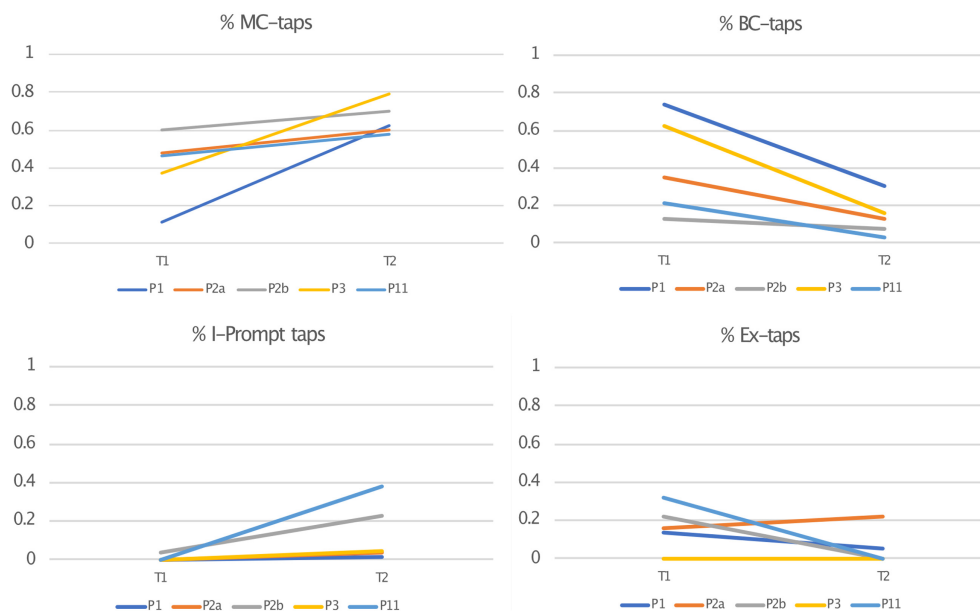 % MC-taps
1
0.8
0.6
0.4
0.2
0
T1 T2
P1 P2a P2b P3 P11
% BC-taps
1
0.8
0.6
0.4
0.2
0
T1 T2
P1 P2a P2b P3 P11
% I-Prompt taps
1
0.8
0.6
0.4
0.2
0
T1 T2
P1 P2a P2b P3 P11
% Ex-taps
1
0.8
0.6
0.4
0.2
0
T1 T2
P1 P2a P2b P3 P11